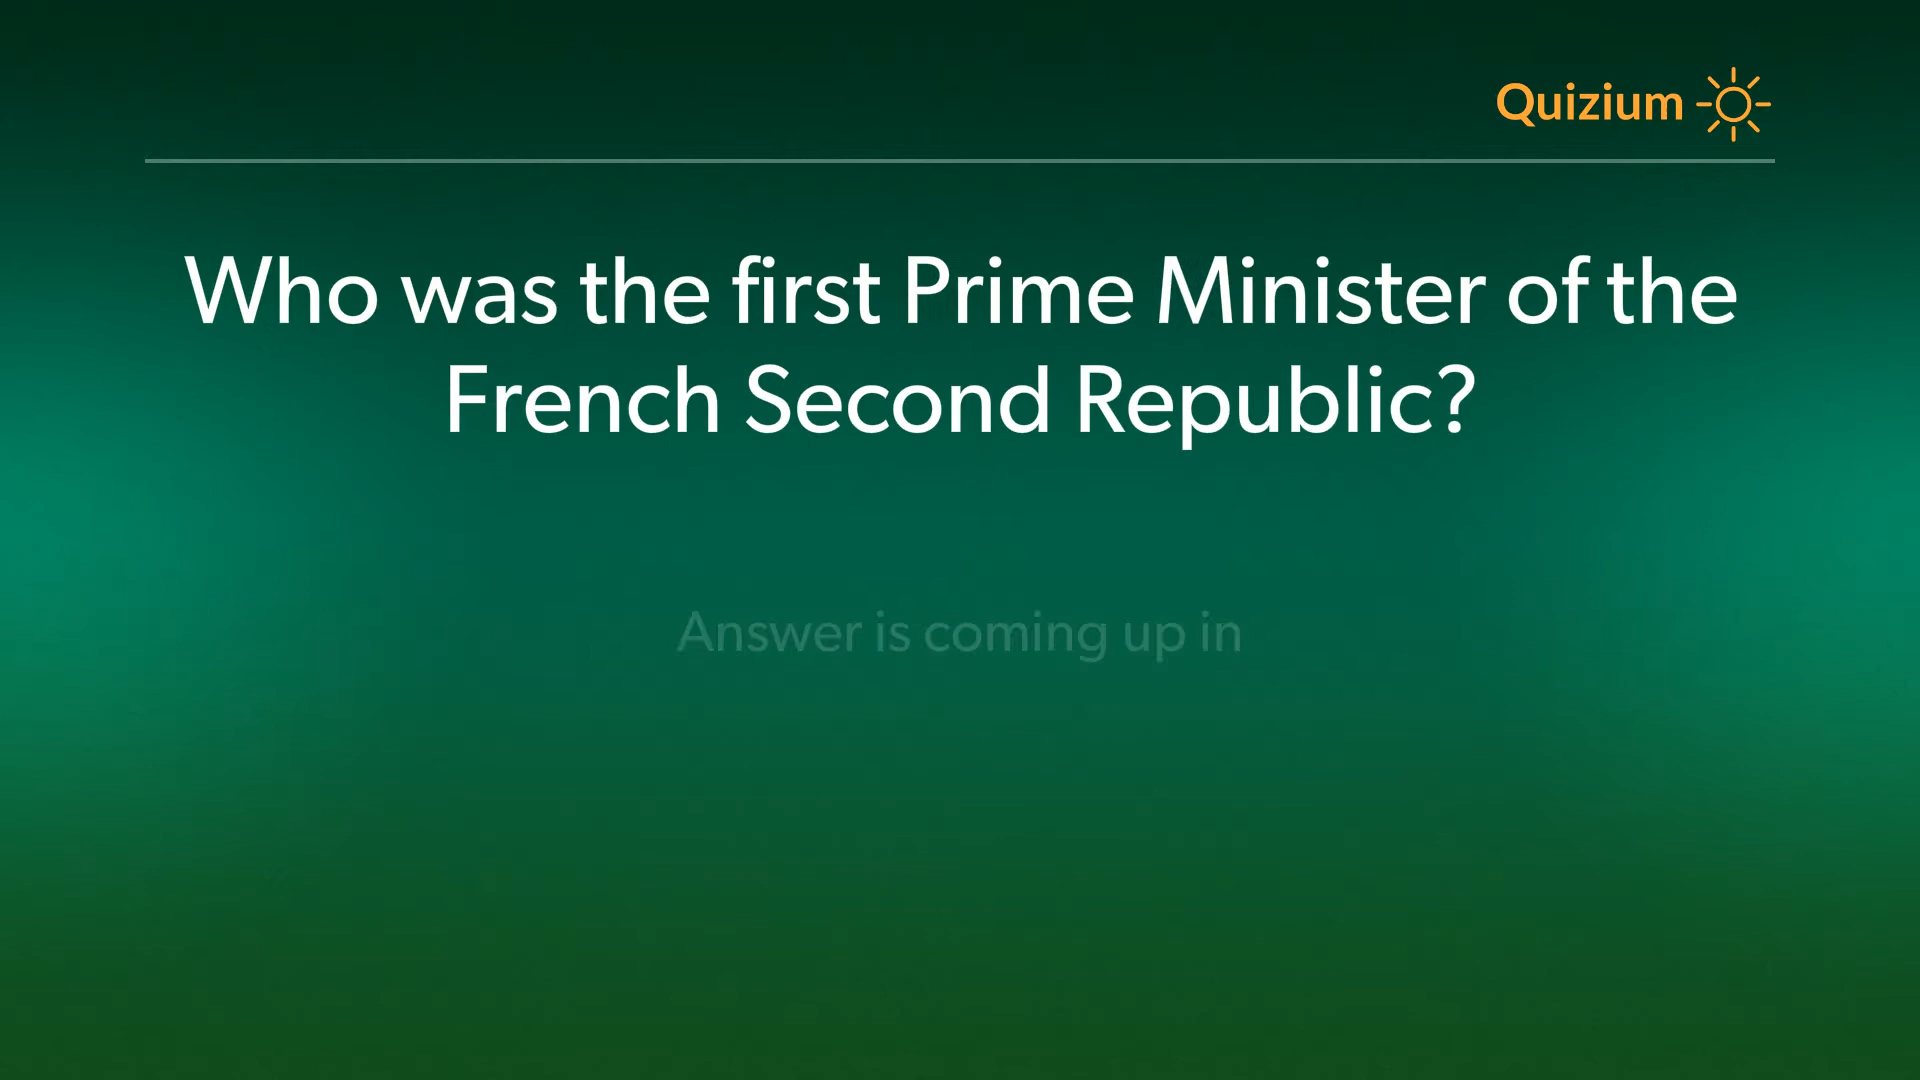 Quizium
Who was the first Prime Minister of the
French Second Republic?
Answer is coming up in